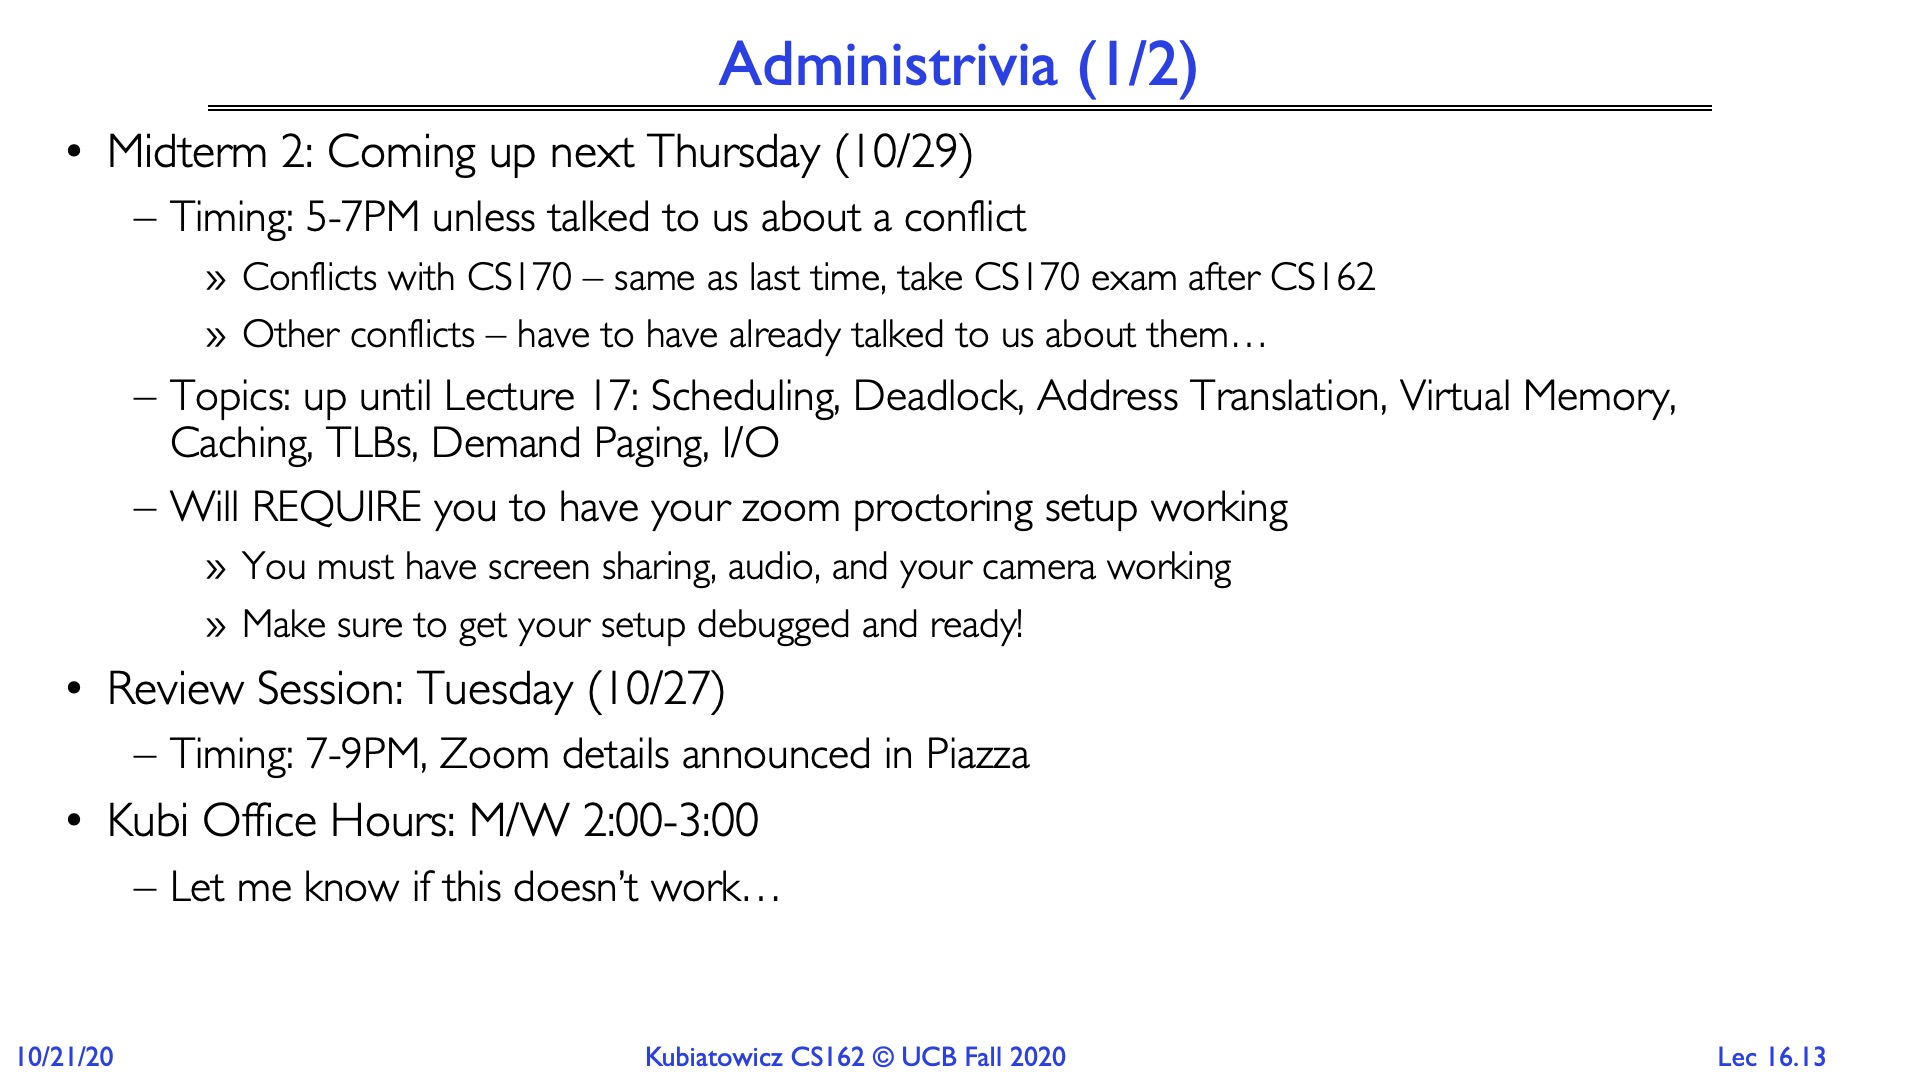 Administrivia (1/2)
• Midterm 2: Coming up next Thursday (10/29)
– Timing: 5-7PM unless talked to us about a conflict
» Conflicts with CS170 – same as last time, take CS170 exam after CS162
» Other conflicts – have to have already talked to us about them…
– Topics: up until Lecture 17: Scheduling, Deadlock, Address Translation, Virtual Memory,
Caching, TLBs, Demand Paging, I/O
– Will REQUIRE you to have your zoom proctoring setup working
» You must have screen sharing, audio, and your camera working
» Make sure to get your setup debugged and ready!
• Review Session: Tuesday (10/27)
– Timing: 7-9PM, Zoom details announced in Piazza
• Kubi Office Hours: M/W 2:00-3:00
– Let me know if this doesn’t work…
10/21/20
Kubiatowicz CS162 © UCB Fall 2020
Lec 16.13